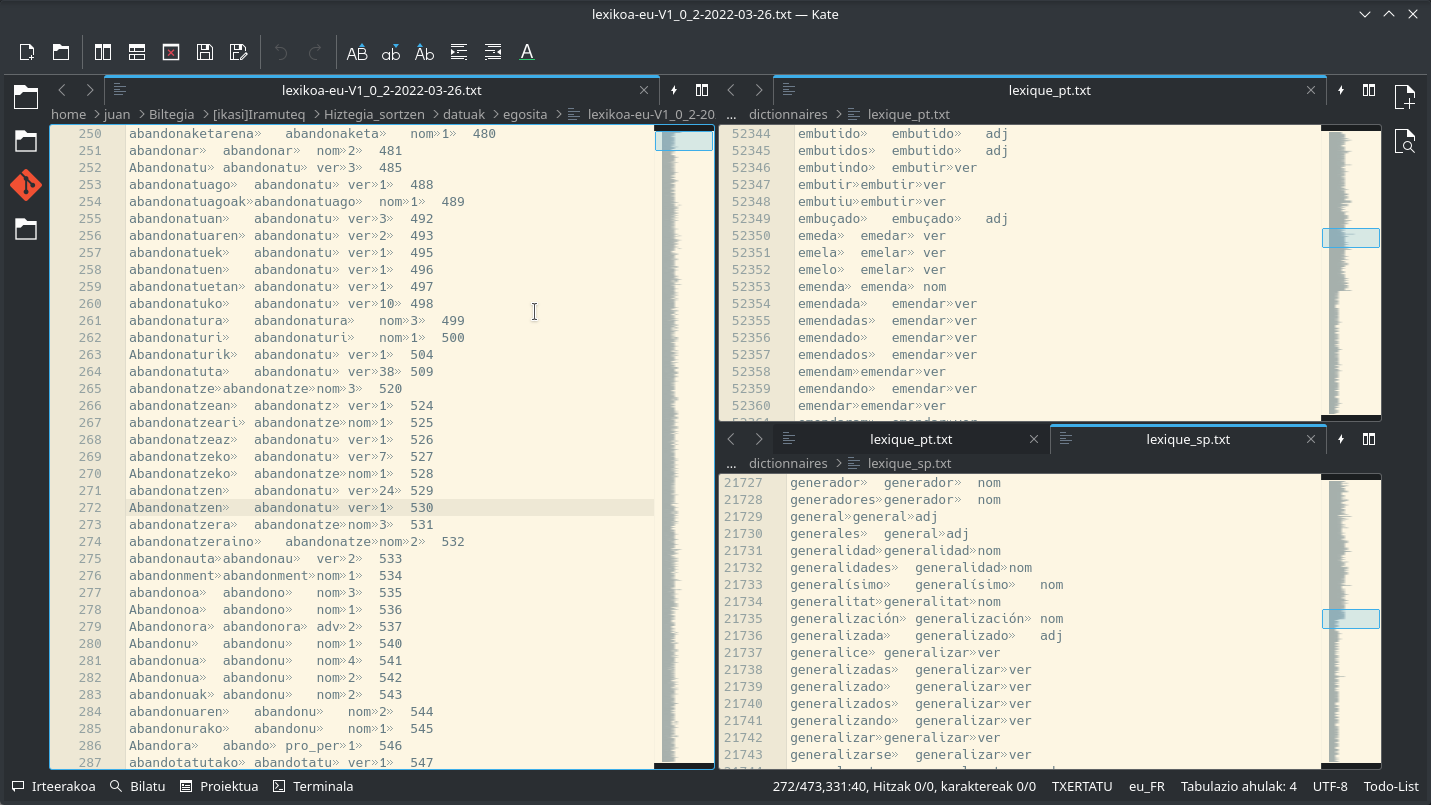 lexikoa-eu-V1_0_2-2022-03-26.txt — Kate
lexikoa-eu-V1_0_2-2022-03-26.txt
home > juan > Biltegia > [ikasi]Iramuteq > Hiztegia_sortzen > datuak > egosita > lexikoa-eu-V1_0_2-20
250 abandonaketarena» abandonaketa» nom»1» 480
251 abandonar» abandonar» nom»2» 481
252 Abandonatu» abandonatu» ver»3» 485
253 abandonatuago» abandonatu» ver»1» 488
254 abandonatuagoak»abandonatuago» nom»1» 489
255 abandonatuan» abandonatu» ver»3» 492
256 abandonatuaren» abandonatu» ver»2» 493
257 abandonatuek» abandonatu» ver»1» 495
258 abandonatuen» abandonatu» ver»1» 496
259 abandonatuetan» abandonatu» ver»1» 497
260 abandonatuko» abandonatu» ver»10» 498
261 abandonatura» abandonatura» nom»3» 499
262 abandonaturi» abandonaturi» nom»1» 500
263 Abandonaturik» abandonatu» ver»1» 504
264 abandonatuta» abandonatu» ver»38» 509
265 abandonatze»abandonatze»nom»3» 520
266 abandonatzean» abandonatz» ver»1» 524
267 abandonatzeari» abandonatze»nom»1» 525
268 abandonatzeaz» abandonatu» ver»1» 526
269 abandonatzeko» abandonatu» ver»7» 527
270 Abandonatzeko» abandonatze»nom»1» 528
271 abandonatzen» abandonatu» ver»24» 529
272 Abandonatzen» abandonatu» ver»1» 530
273 abandonatzera» abandonatze»nom»3» 531
274 abandonatzeraino» abandonatze»nom»2» 532
275 abandonauta»abandonau» ver»2» 533
276 abandonment»abandonment»nom»1» 534
277 abandonoa» abandono» nom»3» 535
278 Abandonoa» abandono» nom»1» 536
279 Abandonora» abandonora» adv»2» 537
280 Abandonu» abandonu» nom»1» 540
281 abandonua» abandonu» nom»4» 541
282 Abandonua» abandonu» nom»2» 542
283 abandonuak» abandonu» nom»2» 543
284 abandonuaren» abandonu» nom»2» 544
285 abandonurako» abandonu» nom»1» 545
286 Abandora» abando» pro_per»1» 546
287 abandotatutako» abandotatu» ver»1» 547
lexique_pt.txt
... dictionnaires > lexique_pt.txt
52344 embutido» embutido» adj
52345 embutidos» embutido» adj
52346 embutindo» embutir»ver
52347 embutir»embutir»ver
52348 embutiu»embutir»ver
52349 embuçado» embuçado» adj
52350 emeda» emedar» ver
52351 emela» emelar» ver
52352 emelo» emelar» ver
52353 emenda» emenda» nom
52354 emendada» emendar»ver
52355 emendadas» emendar»ver
52356 emendado» emendar»ver
52357 emendados» emendar»ver
52358 emendam»emendar»ver
52359 emendando» emendar»ver
52360 emendar»emendar»ver
lexique_pt.txt
lexique_sp.txt
... dictionnaires > lexique_sp.txt
21727 generador» generador» nom
21728 generadores»generador» nom
21729 general»general»adj
21730 generales» general»adj
21731 generalidad»generalidad»nom
21732 generalidades» generalidad»nom
21733 generalísimo» generalísimo» nom
21734 generalitat»generalitat»nom
21735 generalización» generalización» nom
21736 generalizada» generalizado» adj
21737 generalice» generalizar»ver
21738 generalizadas» generalizar»ver
21739 generalizado» generalizar»ver
21740 generalizados» generalizar»ver
21741 generalizando» generalizar»ver
21742 generalizar»generalizar»ver
21743 generalizarse» generalizar»ver
Irteerakoa Bilatu Proiektua Terminala 272/473,331:40, Hitzak 0/0, karaktereak 0/0 TXERTATU eu_FR Tabulazio ahulak: 4 UTF-8 Todo-List